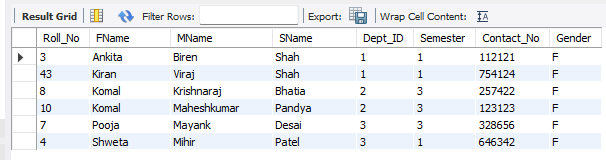 Result Grid Filter Rows: Export: Wrap Cell Content: IA
Roll_No FName MName SName Dept_ID Semester Contact_No Gender
3 Ankita Biren Shah 1 1 112121 F
43 Kiran Viraj Shah 1 1 754124 F
8 Komal Krishnaraj Bhatia 2 3 257422 F
10 Komal Maheshkumar Pandya 2 3 123123 F
7 Pooja Mayank Desai 3 3 328656 F
4 Shweta Mihir Patel 3 1 646342 F